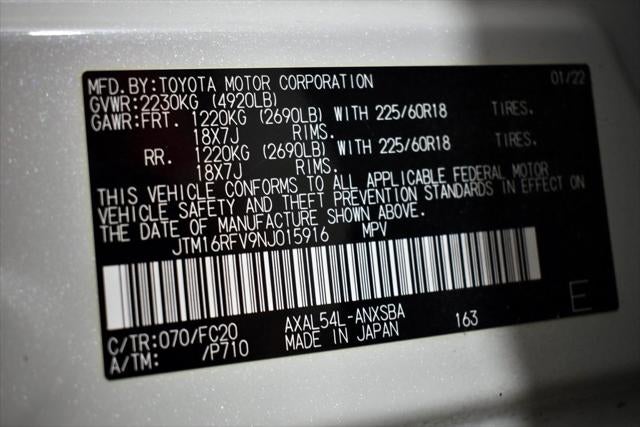 MFD.BY:TOYOTA MOTOR CORPORATION 01/22
GVWR:2230KG (4920LB)
GAWR:FRT. 1220KG (2690LB) WITH 225/60R18 TIRES.
18X7J RIMS.
RR. 1220KG (2690LB) WITH 225/60R18 TIRES.
18X7J RIMS.
THIS VEHICLE CONFORMS TO ALL APPLICABLE FEDERAL MOTOR
VEHICLE SAFETY AND THEFT PREVENTION STANDARDS IN EFFECT ON
THE DATE OF MANUFACTURE SHOWN ABOVE.
JTM16RFV9NJ015916 MPV
C/TR:070/FC20 AXAL54L-ANXSBA 163 E
A/TM: /P710 MADE IN JAPAN